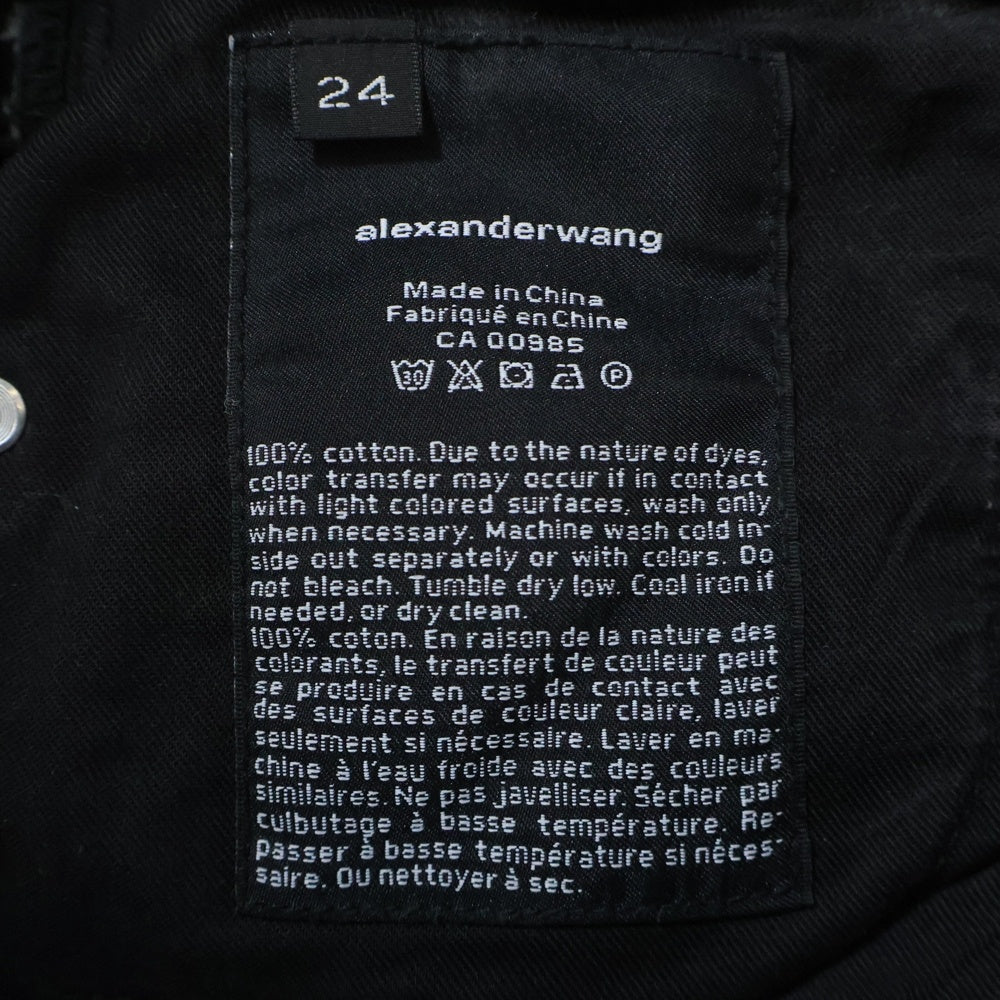 24
alexanderwang
Made in China
Fabriqué en Chine
CA 00985
30 P
100% cotton. Due to the nature of dyes,
color transfer may occur if in contact
with light colored surfaces, wash only
when necessary. Machine wash cold in-
side out separately or with colors. Do
not bleach. Tumble dry low. Cool iron if
needed, or dry clean.
100% coton. En raison de la nature des
colorants, le transfert de couleur peut
se produire en cas de contact avec
des surfaces de couleur claire, laver
seulement si nécessaire. Laver en ma-
chine à l'eau froide avec des couleurs
similaires. Ne pas javelliser. Sécher par
culbutage à basse température. Re-
passer à basse température si néces-
saire. Ou nettoyer à sec.